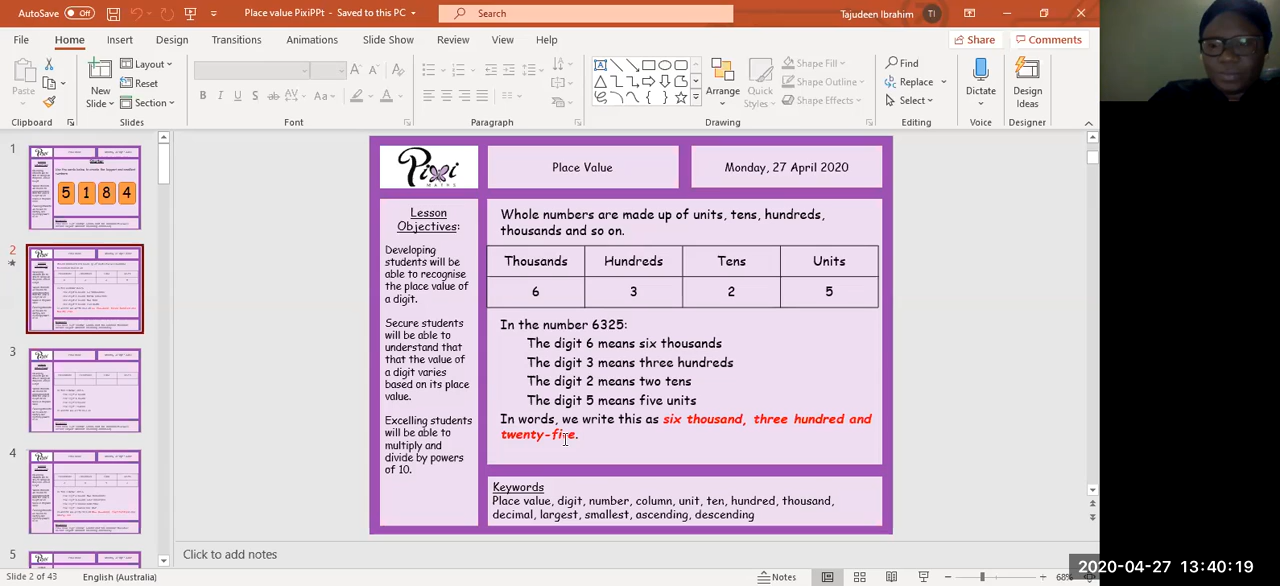 AutoSave Off
Place value PixiPPt - Saved to this PC
Search
Tajudeen Ibrahim TI
File Home Insert Design Transitions Animations Slide Show Review View Help
Share Comments
Paste
New
Slide
Layout
Reset
Section
Arrange
Quick
Styles
Shape Fill
Shape Outline
Shape Effects
Find
Replace
Select
Dictate
Design
Ideas
Clipboard Slides Font Paragraph Drawing Editing Voice Designer
1
5 1 8 4
2
3
4
5
Pixi
MATHS
Place Value
Monday, 27 April 2020
Lesson
Objectives:
Developing
students will be
able to recognise
the place value of
a digit.
Secure students
will be able to
understand that
that the value of
a digit varies
based on its place
value.
Excelling students
will be able to
multiply and
divide by powers
of 10.
Whole numbers are made up of units, tens, hundreds,
thousands and so on.
Thousands Hundreds Tens Units
6 3 2 5
In the number 6325:
The digit 6 means six thousands
The digit 3 means three hundreds
The digit 2 means two tens
The digit 5 means five units
In words, we write this as six thousand, three hundred and
twenty-five.
Keywords
Place value, digit, number, column, unit, ten, hundred, thousand,
decimal, largest, smallest, ascending, descending
Click to add notes
Slide 2 of 43 English (Australia) Notes 68%
2020-04-27 13:40:19